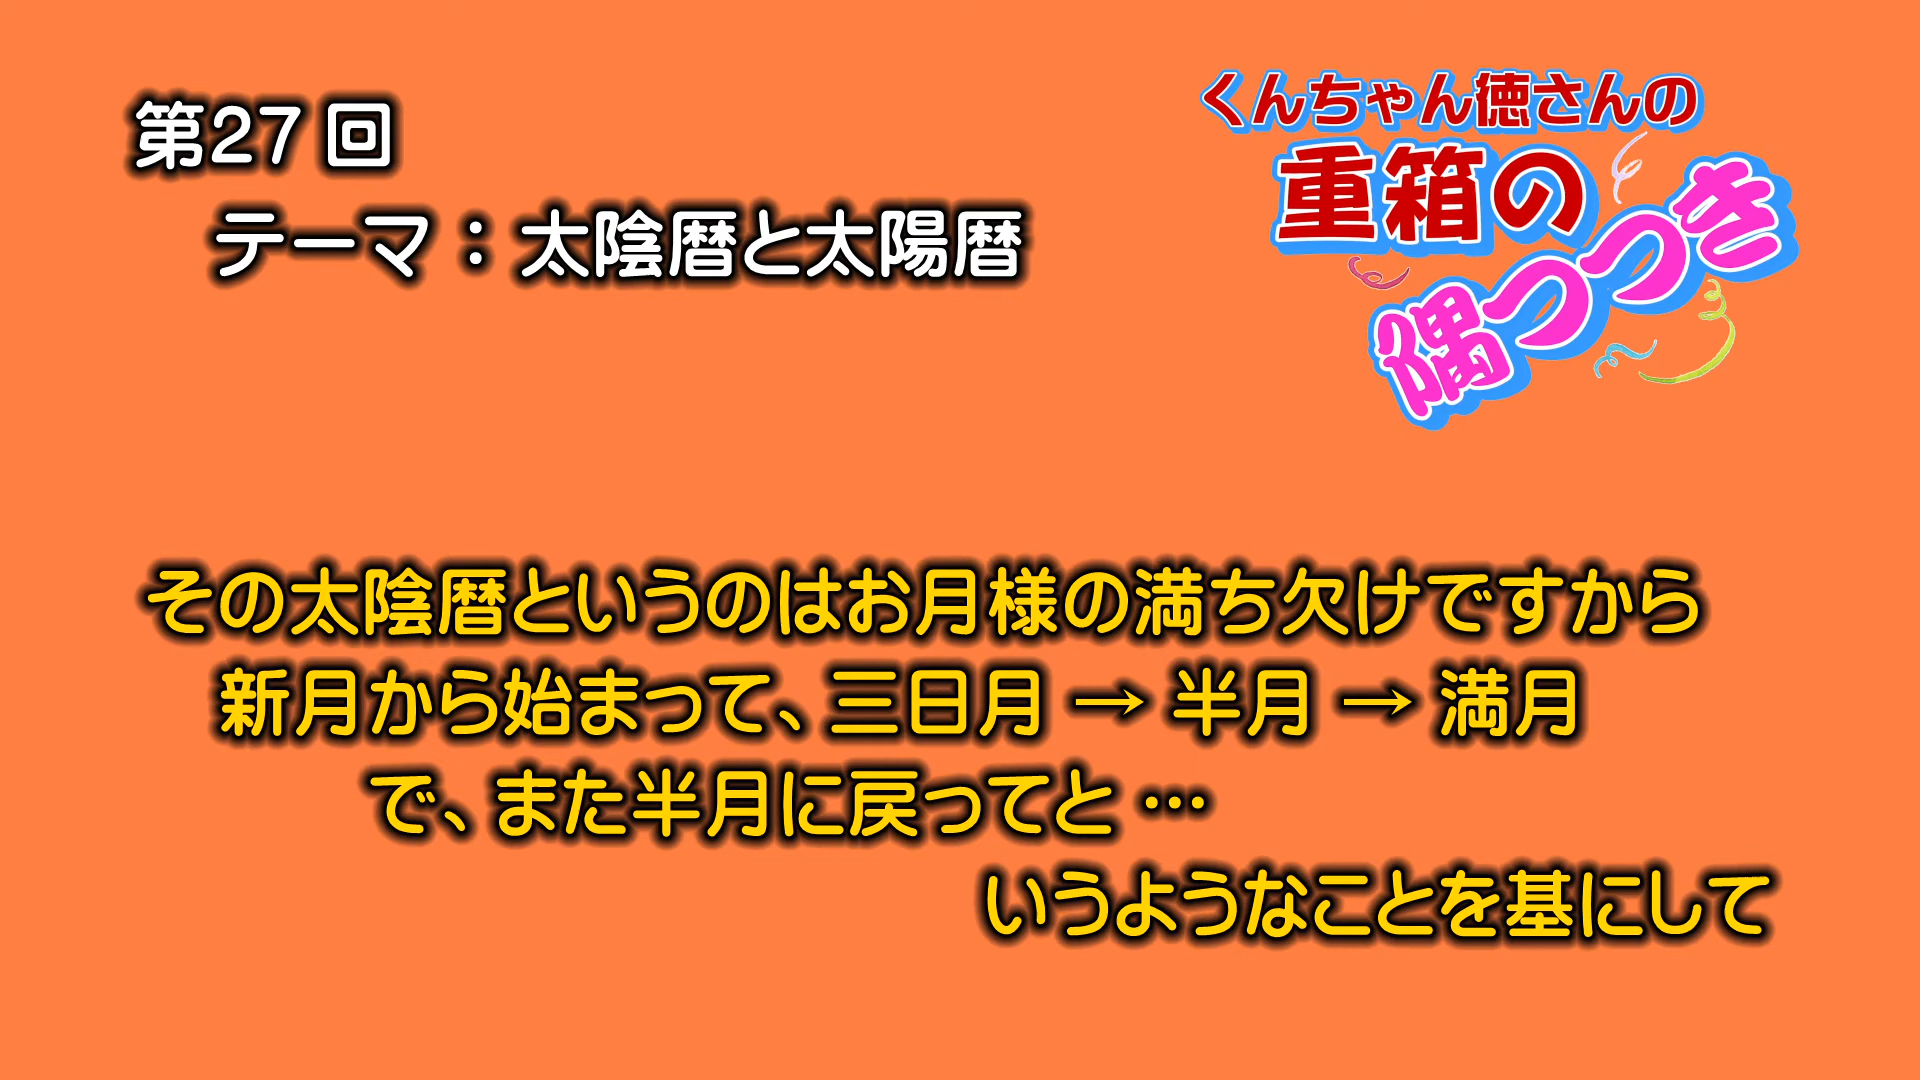 第27回
テーマ：太陰暦と太陽暦
くんちゃん徳さんの
重箱の
隅つつき
その太陰暦というのはお月様の満ち欠けですから
新月から始まって、三日月 → 半月 → 満月
で、また半月に戻ってと …
いうようなことを基にして